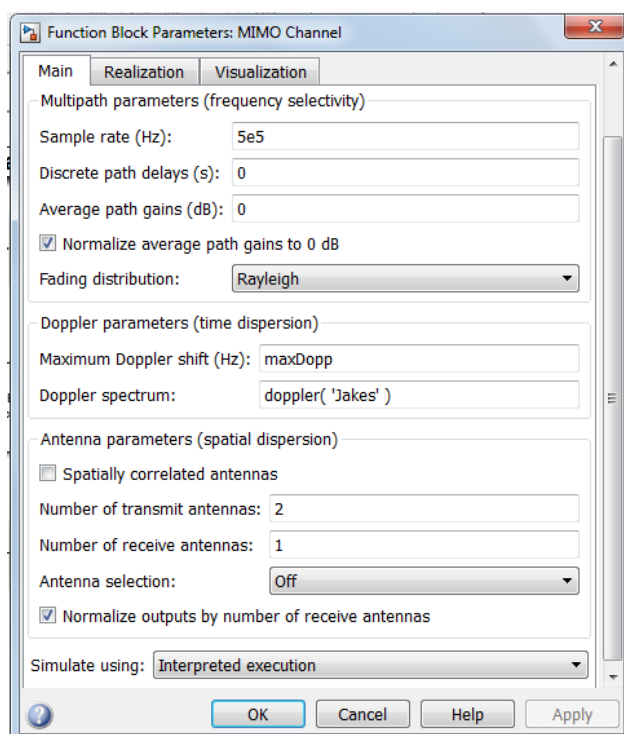 Function Block Parameters: MIMO Channel
x
Main Realization Visualization
Multipath parameters (frequency selectivity)
Sample rate (Hz): 5e5
Discrete path delays (s): 0
Average path gains (dB): 0
Normalize average path gains to 0 dB
Fading distribution: Rayleigh
Doppler parameters (time dispersion)
Maximum Doppler shift (Hz): maxDopp
Doppler spectrum: doppler( 'Jakes' )
Antenna parameters (spatial dispersion)
Spatially correlated antennas
Number of transmit antennas: 2
Number of receive antennas: 1
Antenna selection: Off
Normalize outputs by number of receive antennas
Simulate using: Interpreted execution
? OK Cancel Help Apply